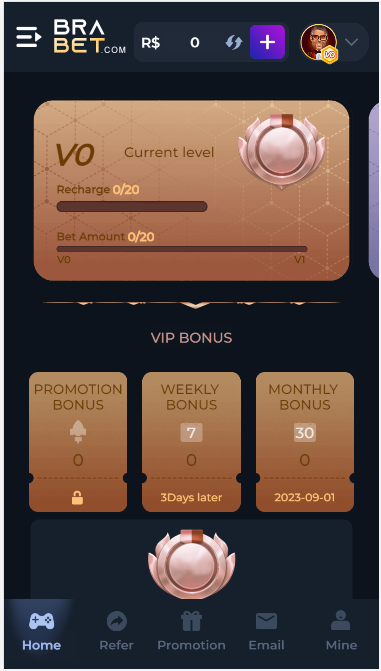 BRA
BET.COM
R$ 0
V0
V0 Current level
Recharge 0/20
Bet Amount 0/20
V0 V1
VIP BONUS
PROMOTION
BONUS
0
WEEKLY
BONUS
7
0
3Days later
MONTHLY
BONUS
30
0
2023-09-01
Home Refer Promotion Email Mine